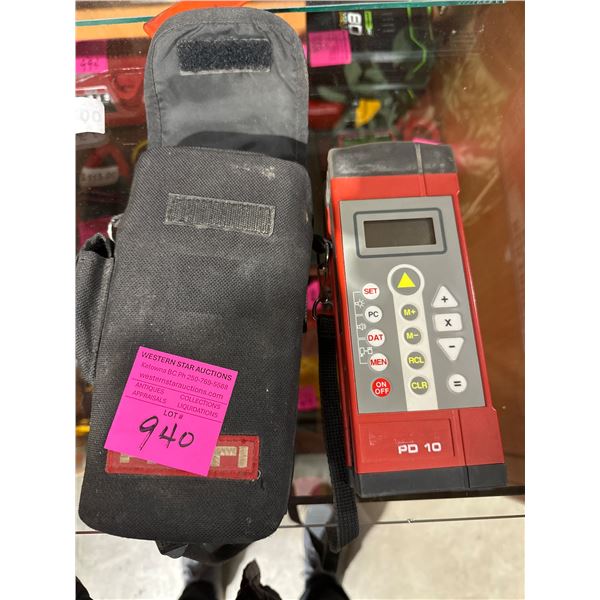 WESTERN STAR AUCTIONS
Kelowna BC Ph 250-769-5568
westernstarauctions.com
ANTIQUES COLLECTIONS
APPRAISALS LIQUIDATIONS
LOT #
940
SET
PC
DAT
MEN
ON
OFF
M+
M-
RCL
CLR
+
x
−
=
PD 10